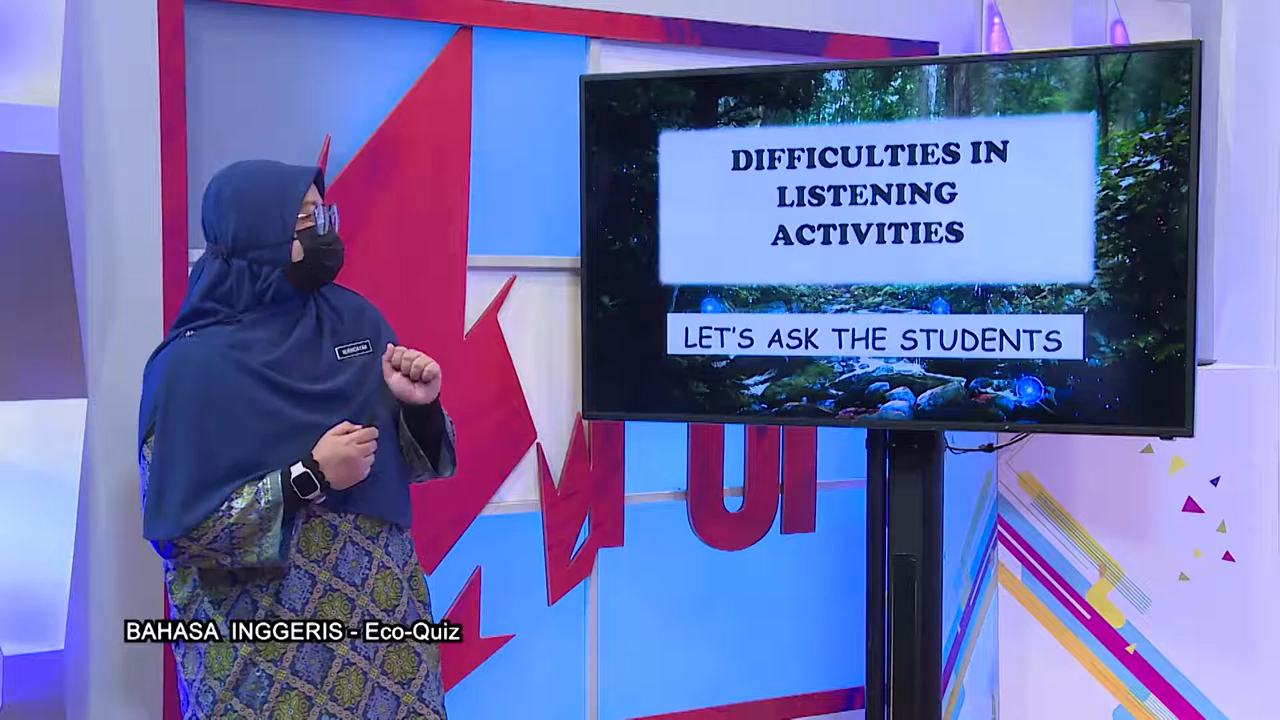 DIFFICULTIES IN
LISTENING
ACTIVITIES
LET'S ASK THE STUDENTS
BAHASA INGGERIS - Eco-Quiz